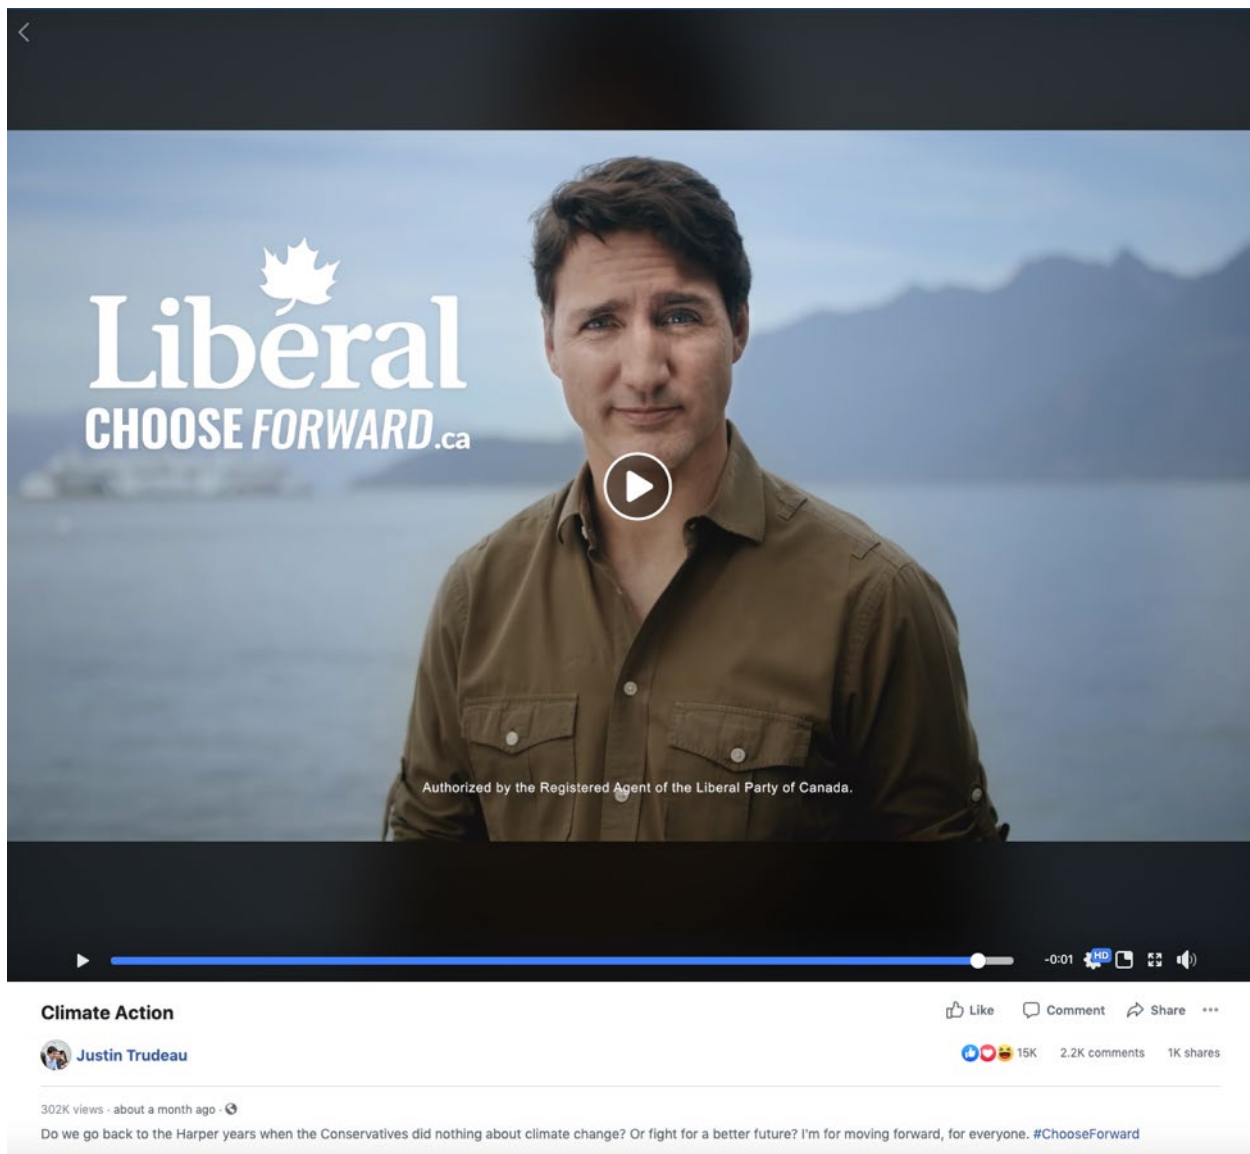 Liberal
CHOOSE FORWARD.ca
Authorized by the Registered Agent of the Liberal Party of Canada.
-0:01 HD
Climate Action
Like Comment Share
Justin Trudeau
15K 2.2K comments 1K shares
302K views · about a month ago ·
Do we go back to the Harper years when the Conservatives did nothing about climate change? Or fight for a better future? I'm for moving forward, for everyone. #ChooseForward